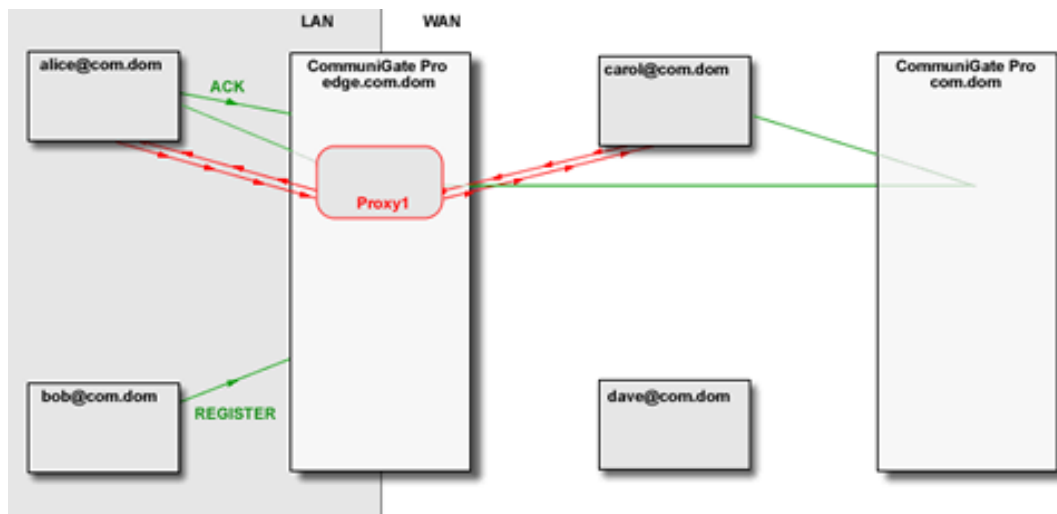 LAN
WAN
alice@com.dom
CommuniGate Pro
edge.com.dom
carol@com.dom
CommuniGate Pro
com.dom
ACK
Proxy1
bob@com.dom
REGISTER
dave@com.dom